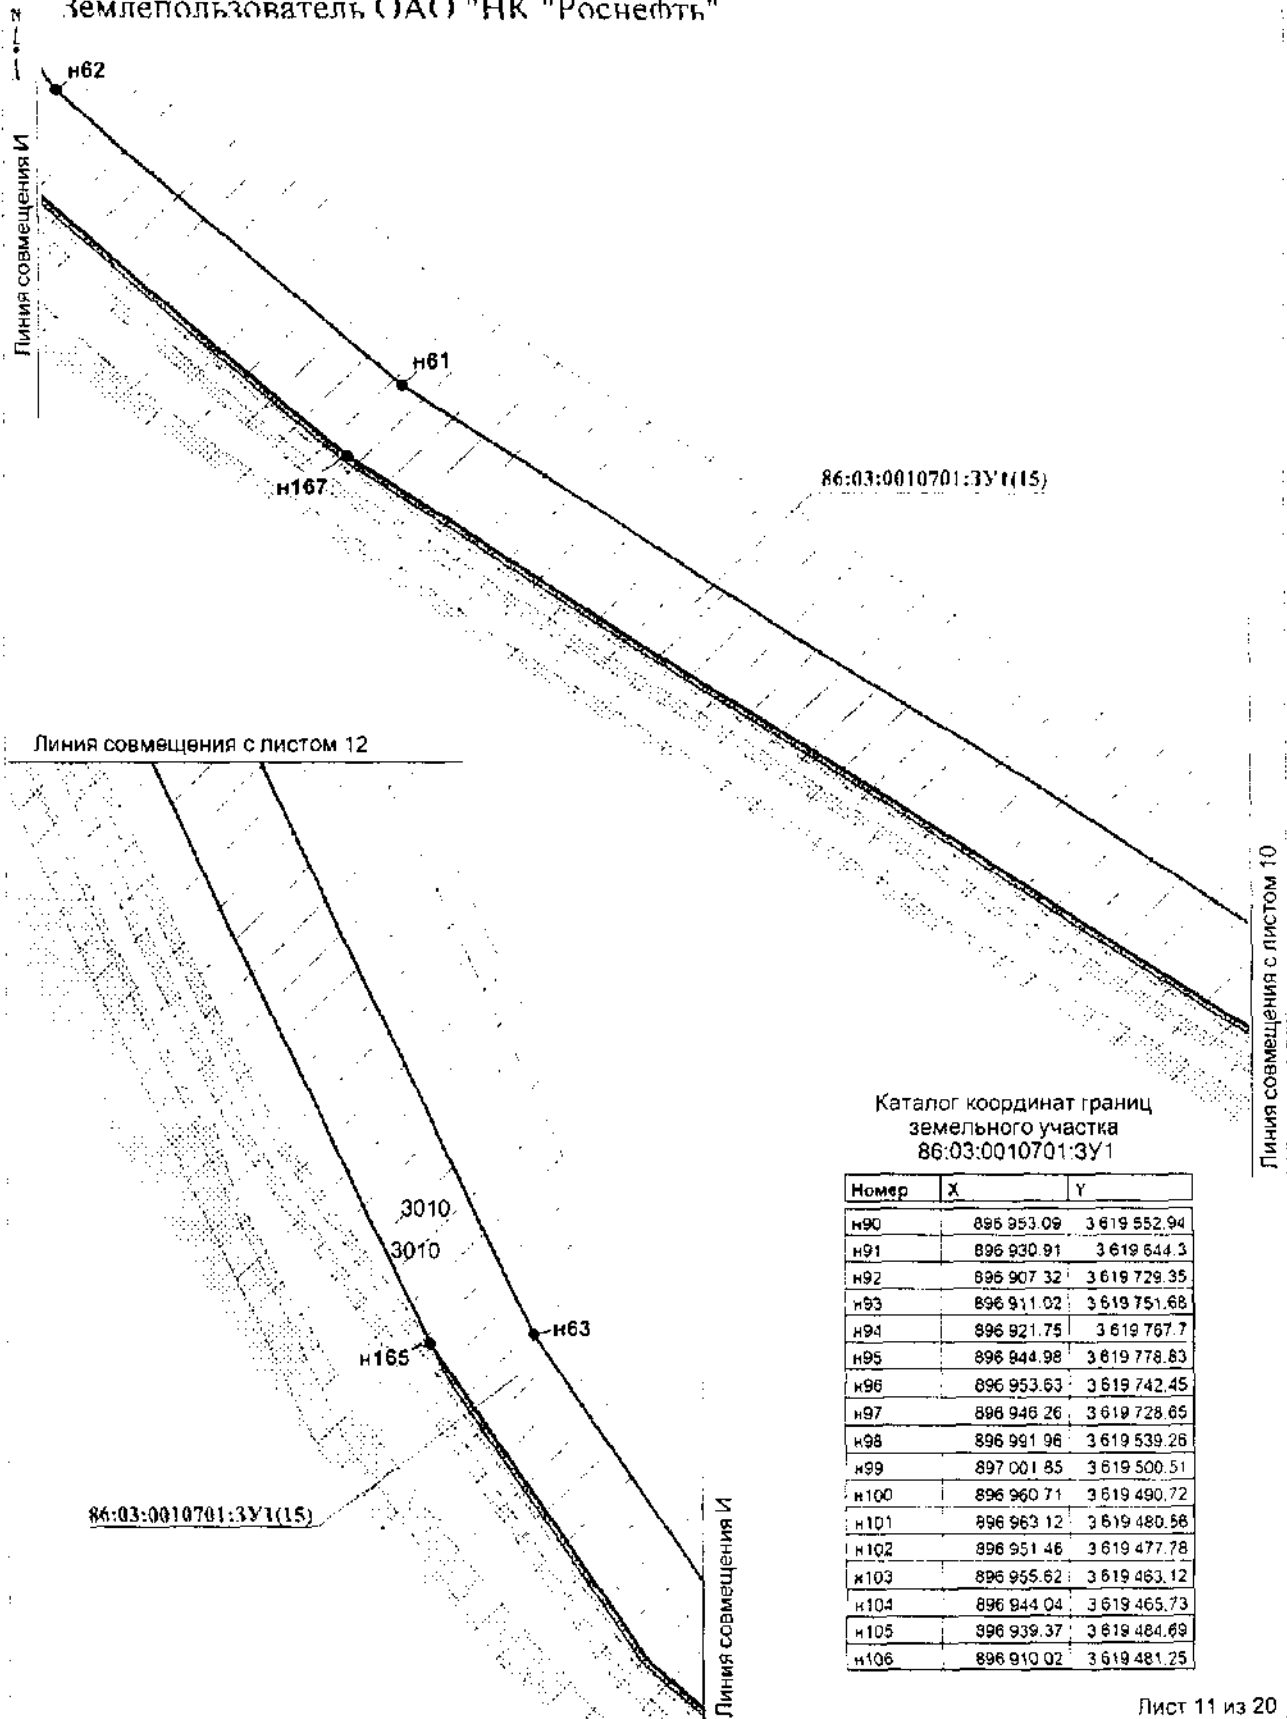 Землепользователь ОАО "НК "Роснефть"
н62
Линия совмещения И
н61
н167
86:03:0010701:ЗУ1(15)
Линия совмещения с листом 10
Линия совмещения с листом 12
3010
3010
н63
н165
86:03:0010701:ЗУ1(15)
Линия совмещения И
Каталог координат границ
земельного участка
86:03:0010701:ЗУ1
Номер X Y
н90 896 953.09 3 619 552.94
н91 896 930.91 3 619 644.3
н92 896 907 32 3 619 729.35
н93 896 911.02 3 619 751.68
н94 896 921.75 3 619 767.7
н95 896 944.98 3 619 778.83
н96 896 953.63 3 619 742.45
н97 896 946 26 3 619 728.65
н98 896 991 96 3 619 539.26
н99 897 001 85 3 619 500.51
н100 896 960 71 3 619 490.72
н101 896 963 12 3 619 480.56
н102 896 951 46 3 619 477.78
н103 896 955.62 3 619 463.12
н104 896 944 04 3 619 465.73
н105 896 939.37 3 619 484.69
н106 896 910 02 3 619 481.25
Лист 11 из 20